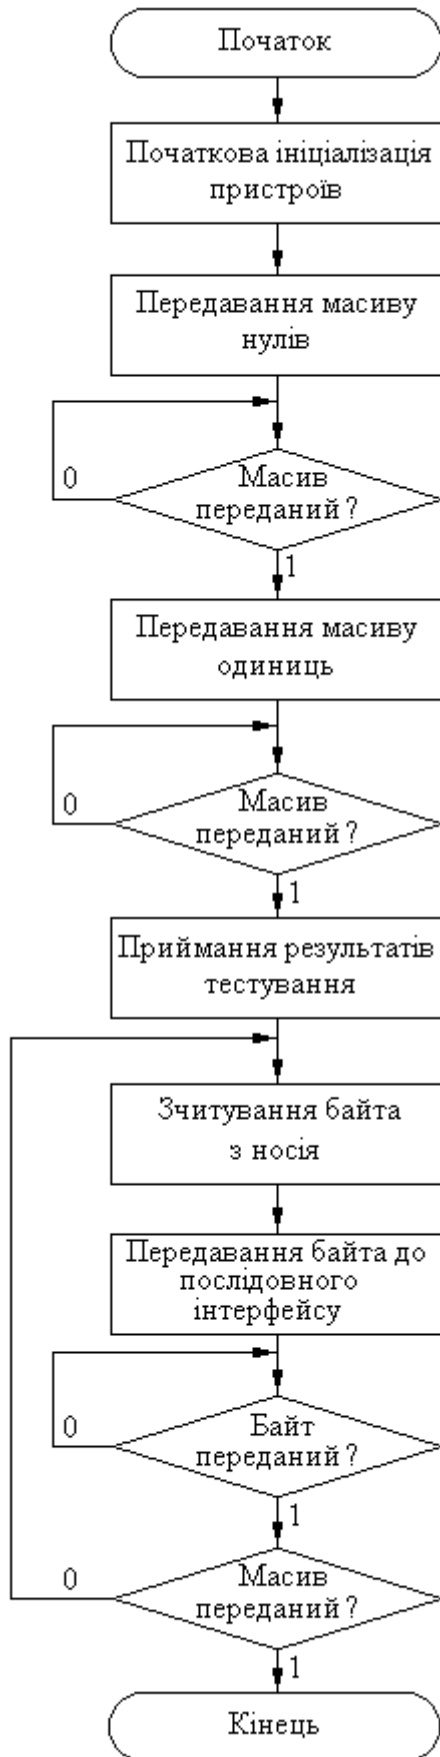 Початок
Початкова ініціалізація
пристроїв
Передавання масиву
нулів
0
Масив
переданий ?
1
Передавання масиву
одиниць
0
Масив
переданий ?
1
Приймання результатів
тестування
Зчитування байта
з носія
Передавання байта до
послідовного
інтерфейсу
0
Байт
переданий ?
1
0
Масив
переданий ?
1
Кінець